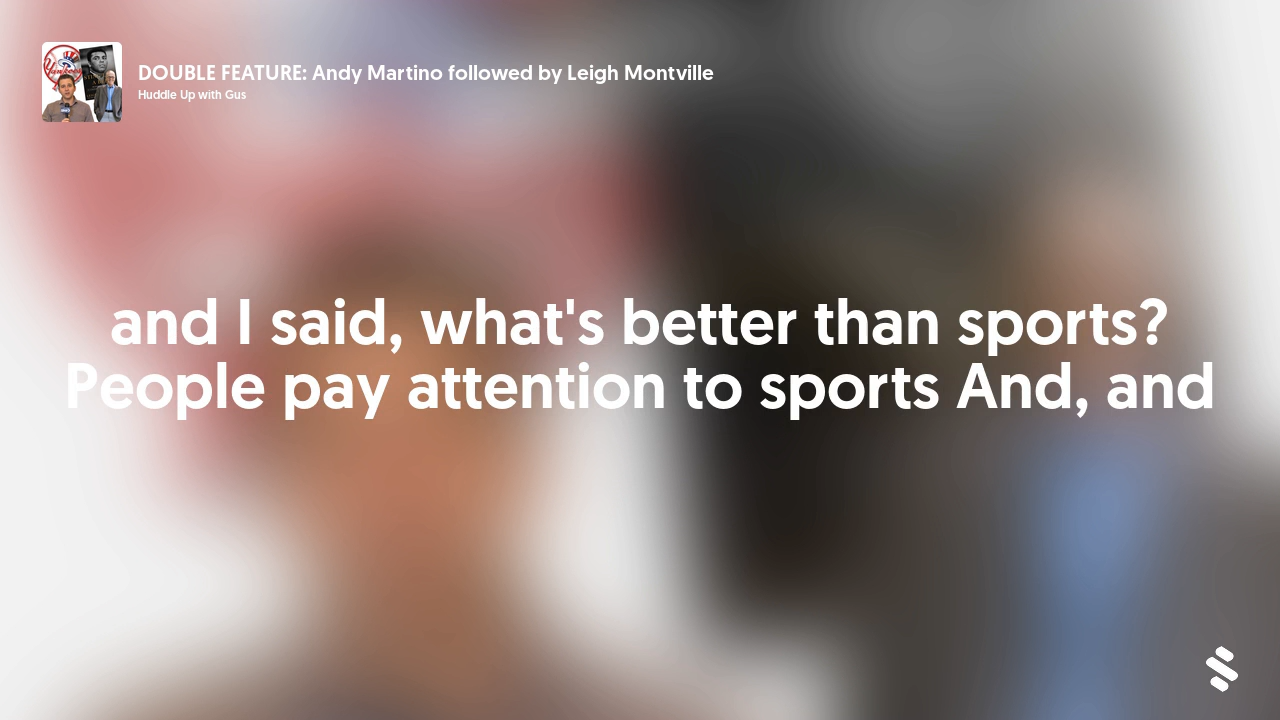 DOUBLE FEATURE: Andy Martino followed by Leigh Montville
Huddle Up with Gus
and I said, what's better than sports?
People pay attention to sports And, and